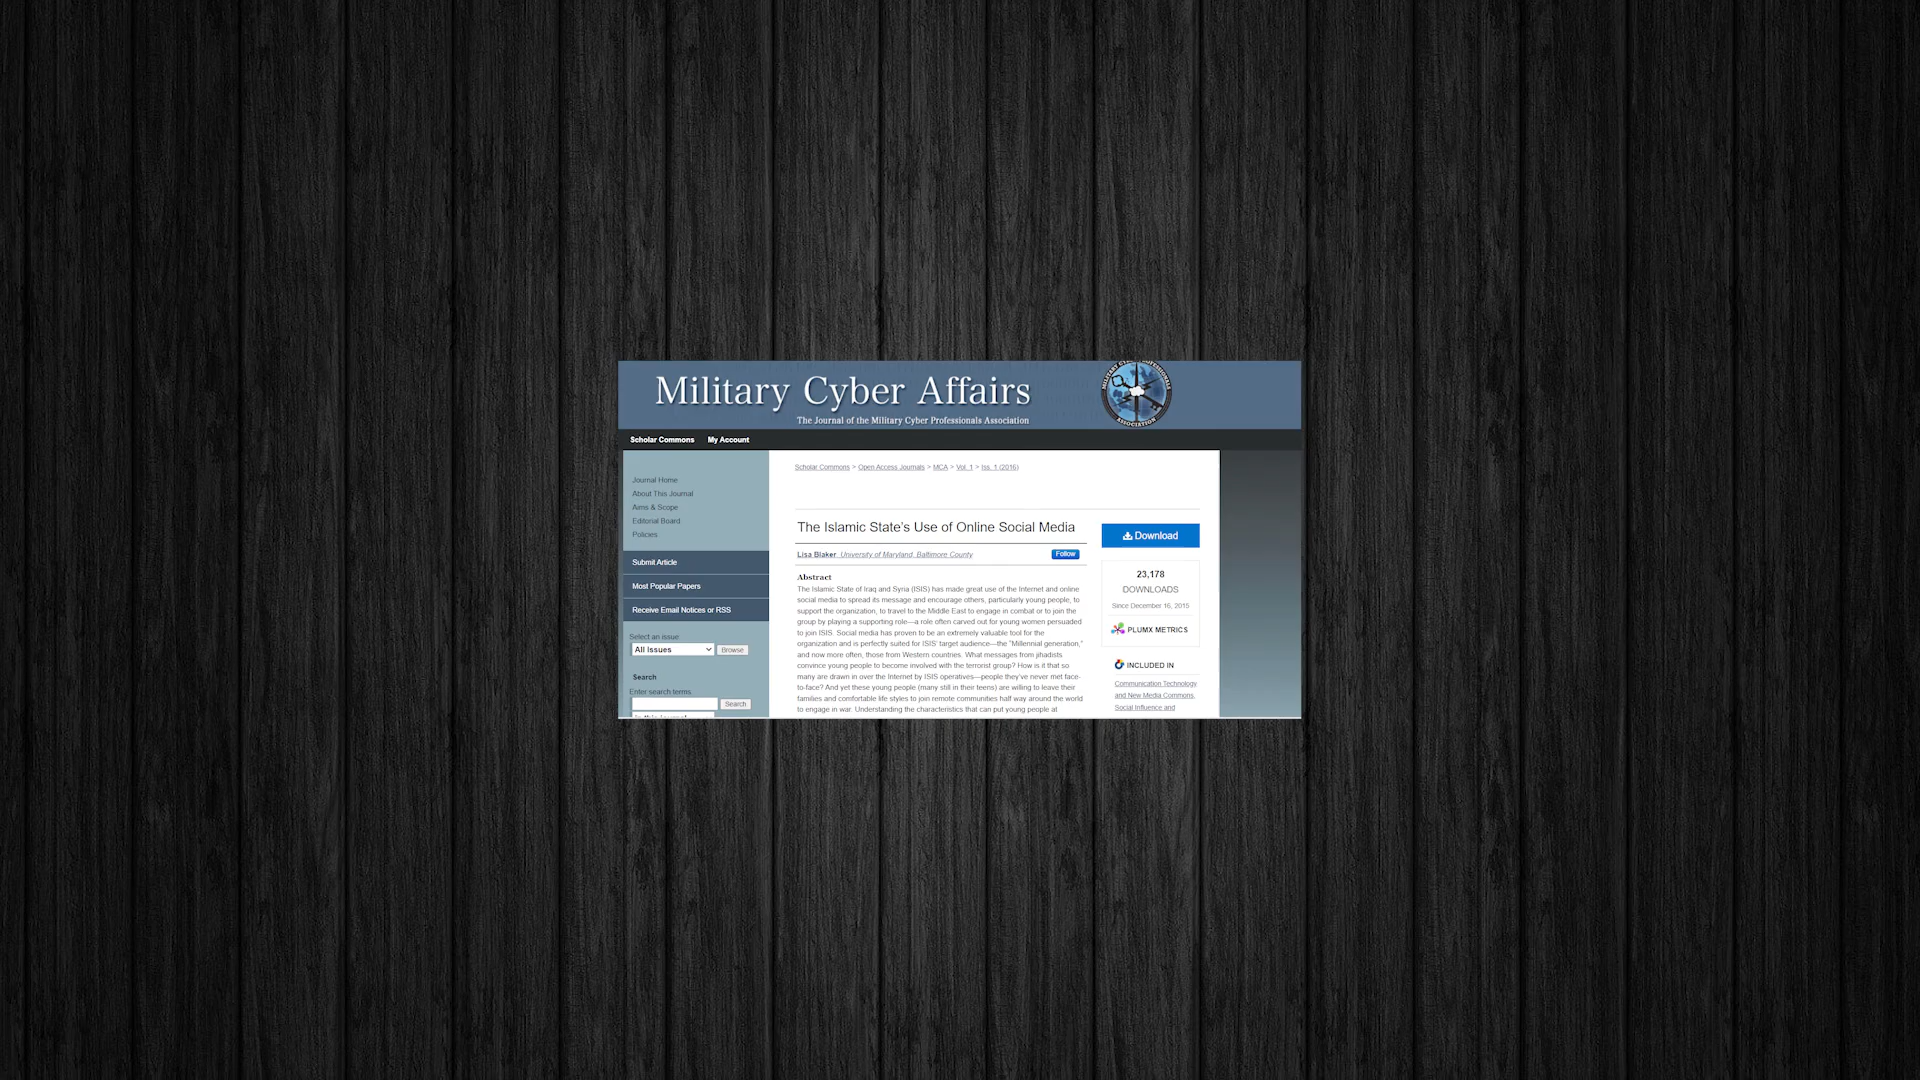 Military Cyber Affairs
The Journal of the Military Cyber Professionals Association
Scholar Commons My Account
Journal Home
About This Journal
Aims & Scope
Editorial Board
Policies
Submit Article
Most Popular Papers
Receive Email Notices or RSS
Select an issue:
All Issues Browse
Search
Enter search terms:
Search
in this journal
Scholar Commons > Open Access Journals > MCA > Vol. 1 > Iss. 1 (2016)
The Islamic State's Use of Online Social Media
Lisa Blaker, University of Maryland, Baltimore County Follow
Abstract
The Islamic State of Iraq and Syria (ISIS) has made great use of the Internet and online
social media to spread its message and encourage others, particularly young people, to
support the organization, to travel to the Middle East to engage in combat or to join the
group by playing a supporting role—a role often carved out for young women persuaded
to join ISIS. Social media has proven to be an extremely valuable tool for the
organization and is perfectly suited for ISIS' target audience—the "Millennial generation,"
and now more often, those from Western countries. What messages from jihadists
convince young people to become involved with the terrorist group? How is it that so
many are drawn in over the Internet by ISIS operatives—people they've never met face-
to-face? And yet these young people (many still in their teens) are willing to leave their
families and comfortable life styles to join remote communities half way around the world
to engage in war. Understanding the characteristics that can put young people at
Download
23,178
DOWNLOADS
Since December 16, 2015
PLUMX METRICS
INCLUDED IN
Communication Technology
and New Media Commons,
Social Influence and